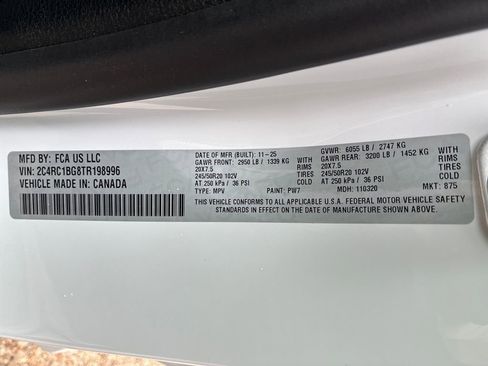 MFD BY: FCA US LLC
VIN: 2C4RC1BG8TR198996
VEHICLE MADE IN: CANADA
DATE OF MFR (BUILT): 11-25 GVWR: 6055 LB / 2747 KG
GAWR FRONT: 2950 LB / 1339 KG WITH GAWR REAR: 3200 LB / 1452 KG WITH
20X7.5 RIMS 20X7.5 RIMS
245/50R20 102V TIRES 245/50R20 102V TIRES
AT 250 kPa / 36 PSI AT 250 kPa / 36 PSI
TYPE: MPV PAINT: PW7 MDH: 110320 MKT: 875
THIS VEHICLE CONFORMS TO ALL APPLICABLE U.S.A. FEDERAL MOTOR VEHICLE SAFETY
STANDARDS IN EFFECT ON THE DATE OF MANUFACTURE SHOWN ABOVE.